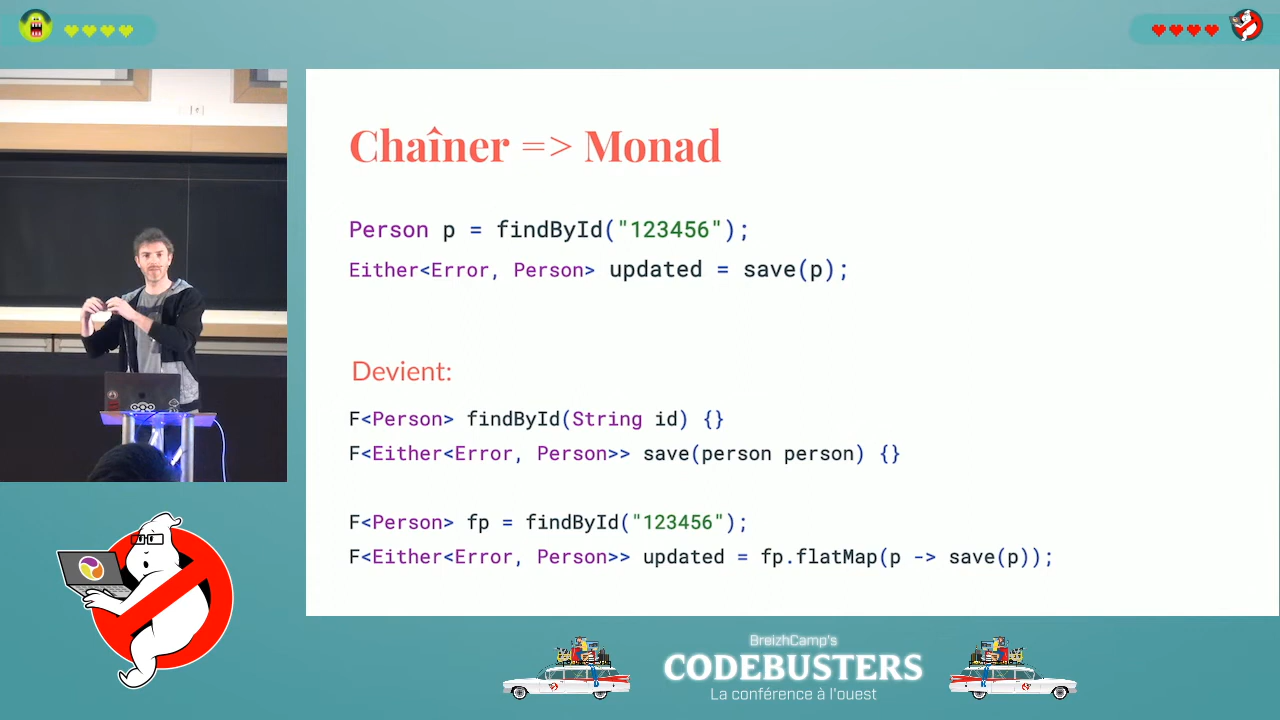 Chaîner => Monad
Person p = findById("123456");
Either<Error, Person> updated = save(p);
Devient:
F<Person> findById(String id) {}
F<Either<Error, Person>> save(person person) {}
F<Person> fp = findById("123456");
F<Either<Error, Person>> updated = fp.flatMap(p -> save(p));
BreizhCamp's
CODEBUSTERS
La conférence à l'ouest